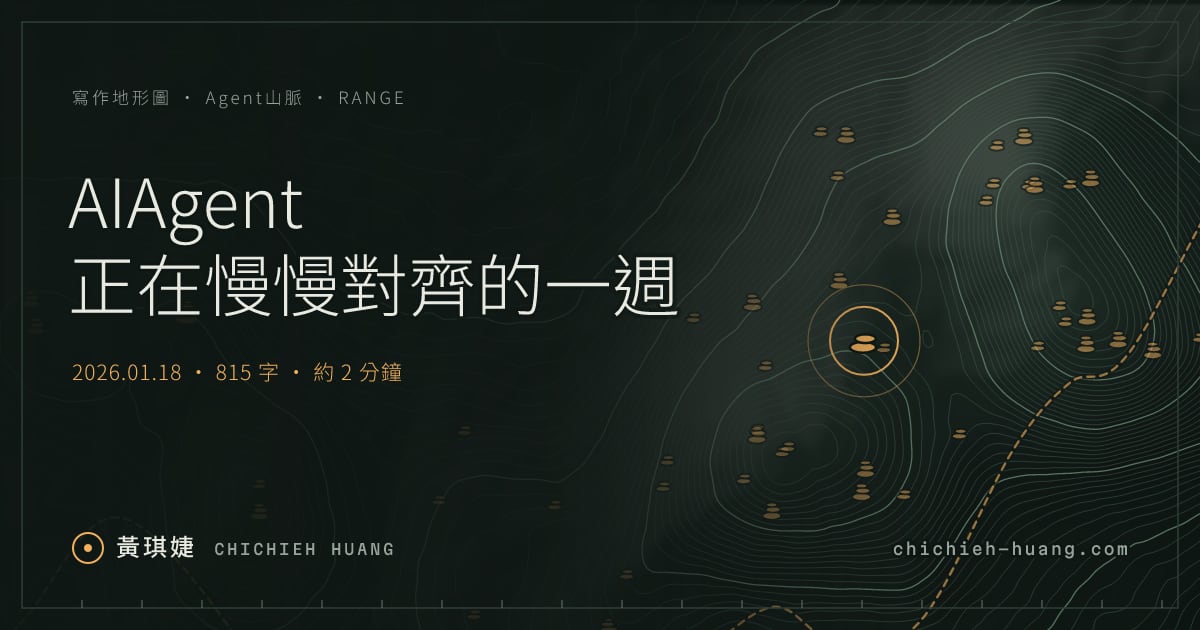 寫作地形圖 · Agent山脈 · RANGE
AIAgent
正在慢慢對齊的一週
2026.01.18 · 815 字 · 約 2 分鐘
黃琪婕 CHICHIEH HUANG
chichieh-huang.com